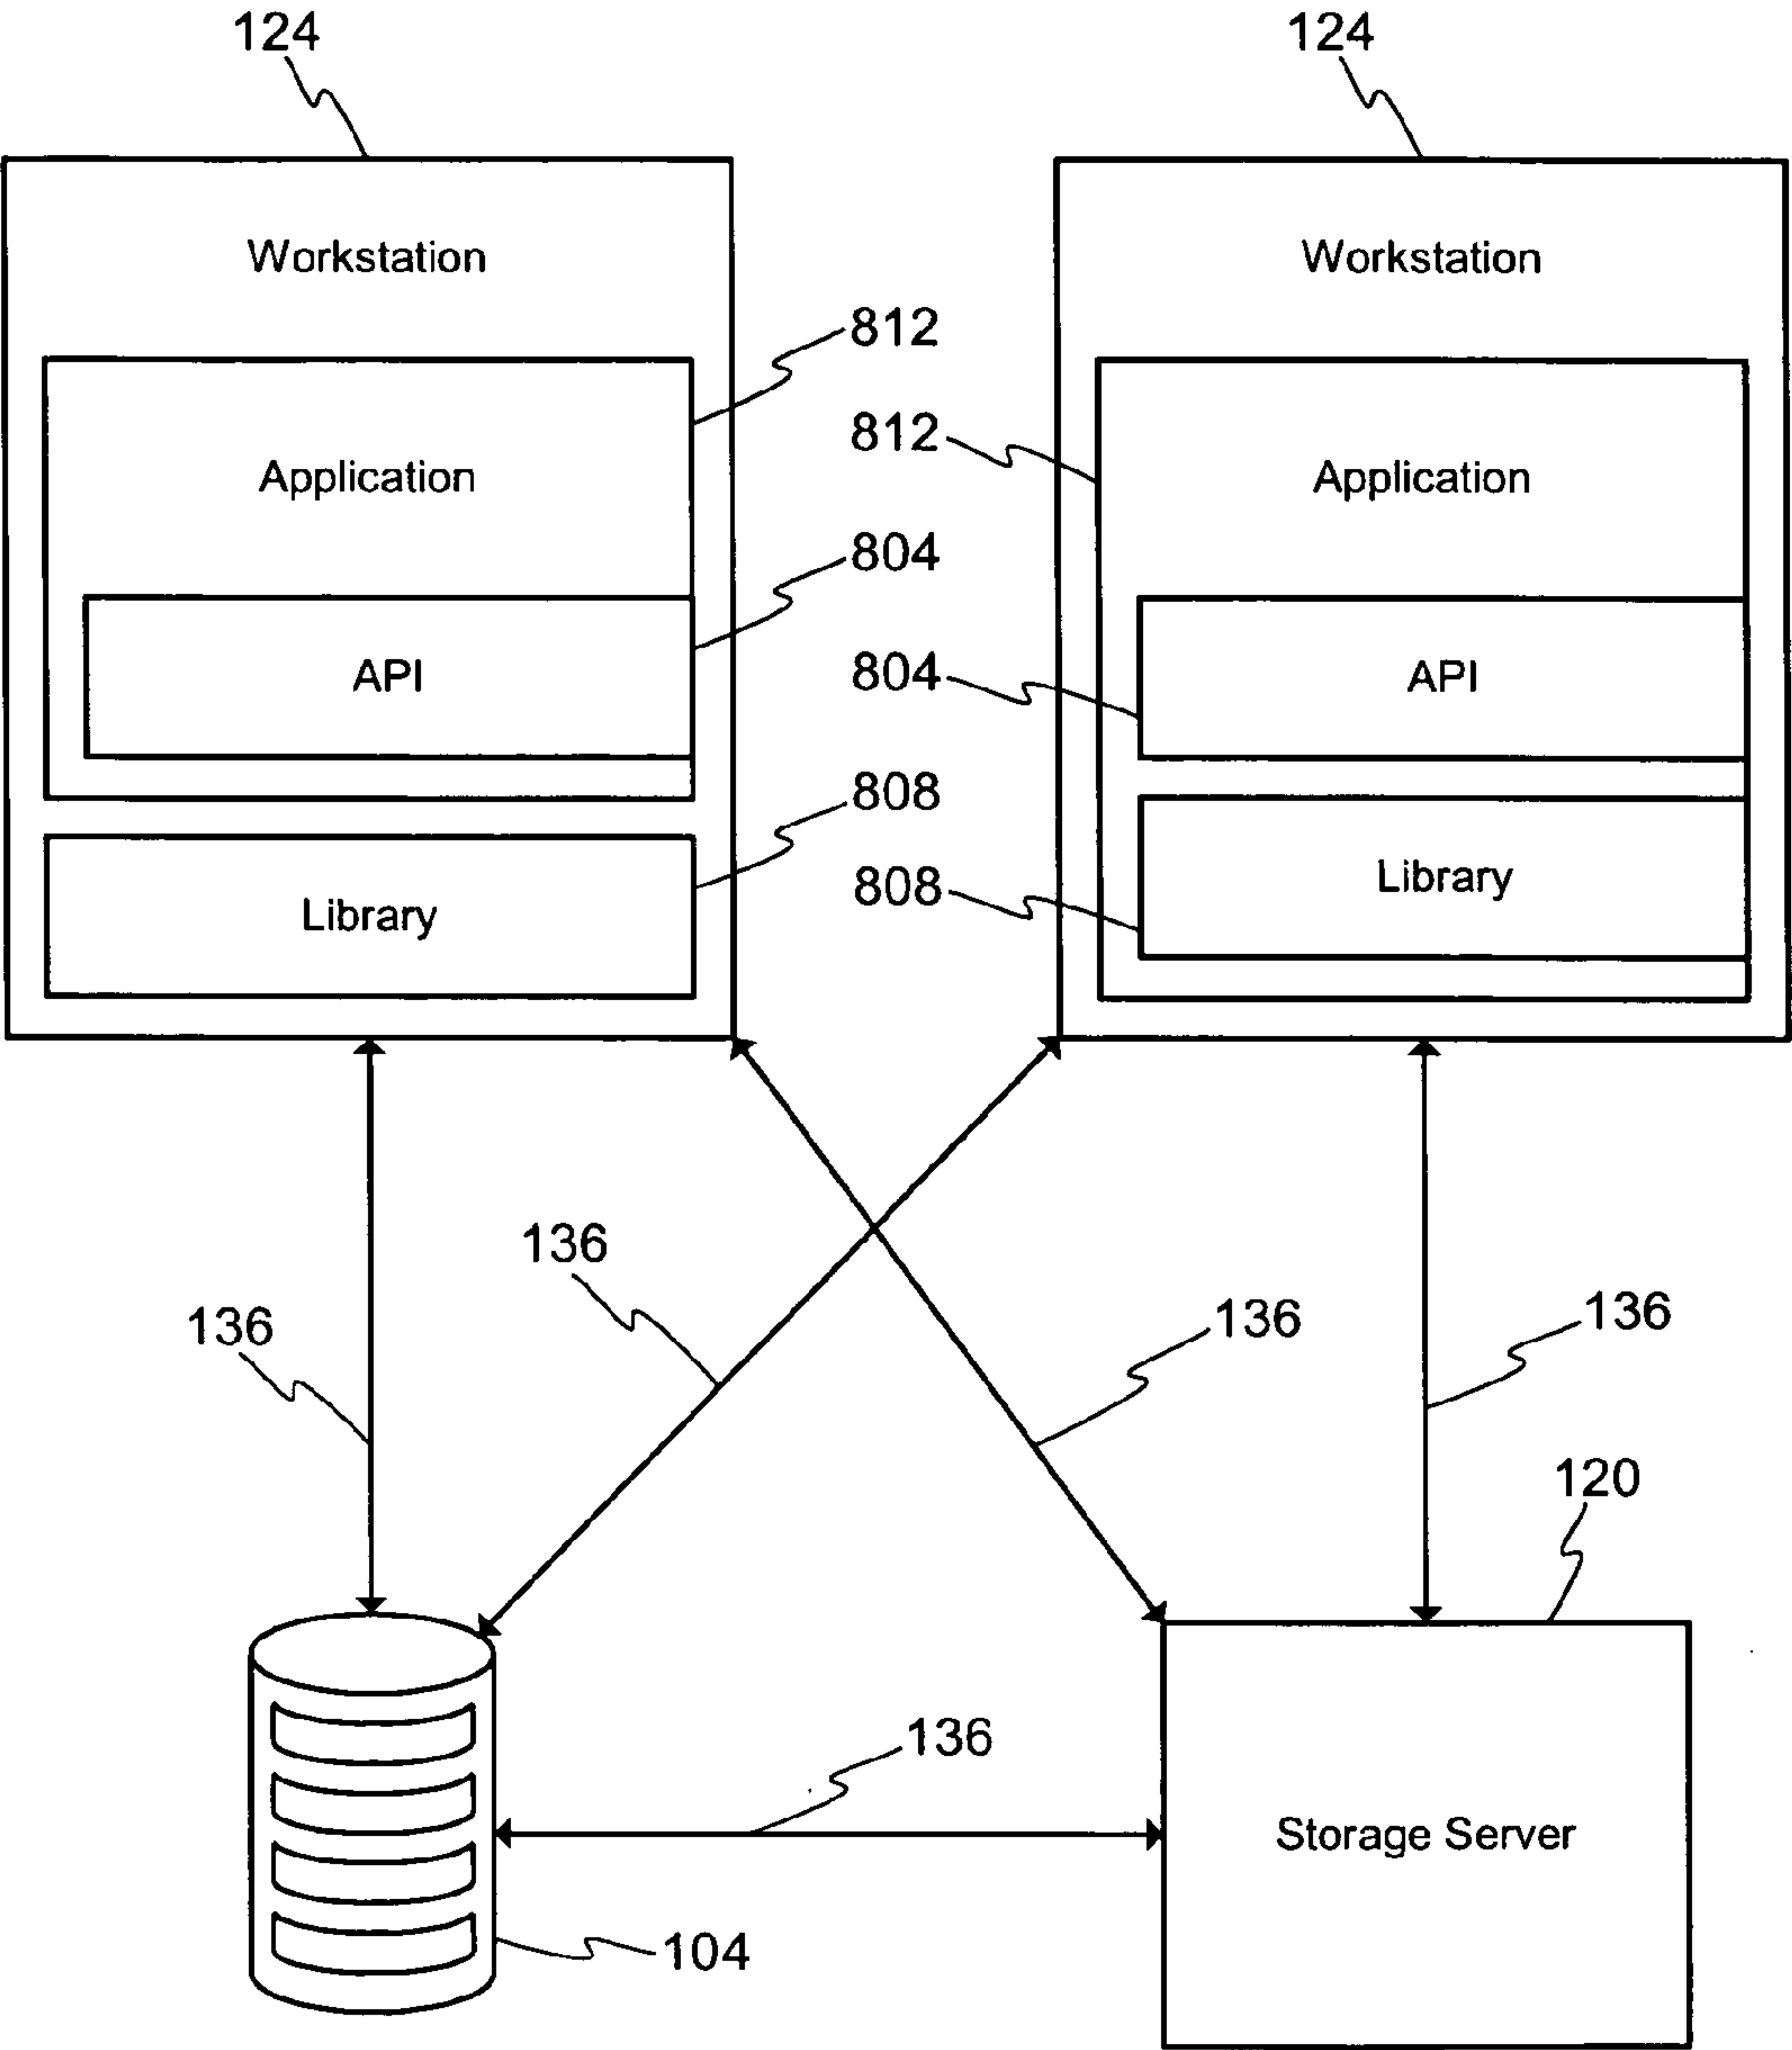 124
124
Workstation
Workstation
812
812
Application
Application
804
API
804
API
808
808
Library
Library
136
136
136
136
120
136
Storage Server
104